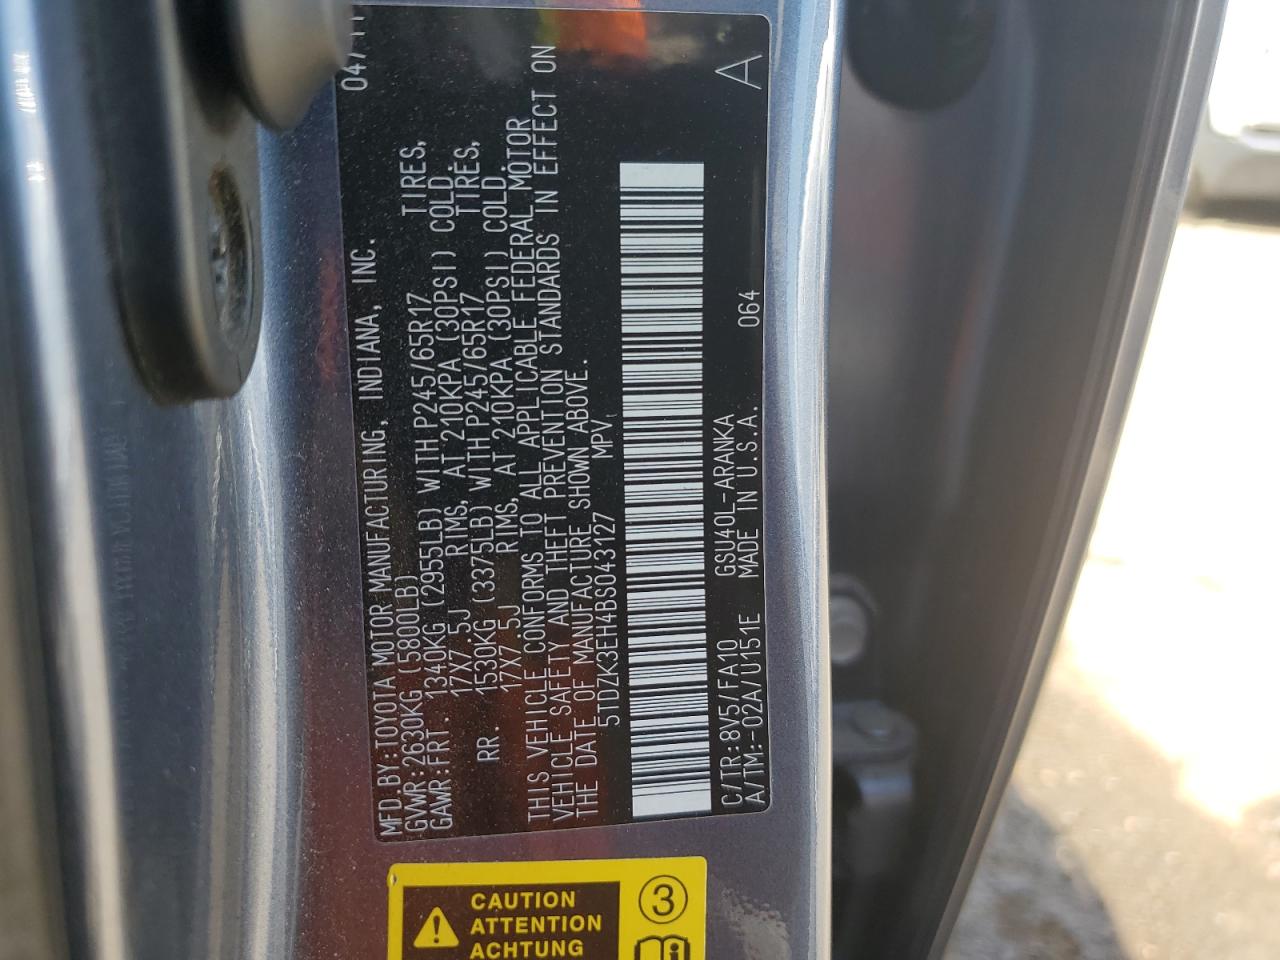 MFD.BY:TOYOTA MOTOR MANUFACTURING, INDIANA, INC. 04/11
GVWR:2630KG (5800LB)
GAWR:FRT. 1340KG (2955LB) WITH P245/65R17 TIRES,
17X7.5J RIMS, AT 210KPA (30PSI) COLD.
RR. 1530KG (3375LB) WITH P245/65R17 TIRES,
17X7.5J RIMS, AT 210KPA (30PSI) COLD.
THIS VEHICLE CONFORMS TO ALL APPLICABLE FEDERAL MOTOR
VEHICLE SAFETY AND THEFT PREVENTION STANDARDS IN EFFECT ON
THE DATE OF MANUFACTURE SHOWN ABOVE.
5TDZK3EH4BS043127 MPV
C/TR:8V5/FA10 GSU40L-ARANKA
A/TM:-02A/U151E MADE IN U.S.A. 064 A
CAUTION
ATTENTION
ACHTUNG
3